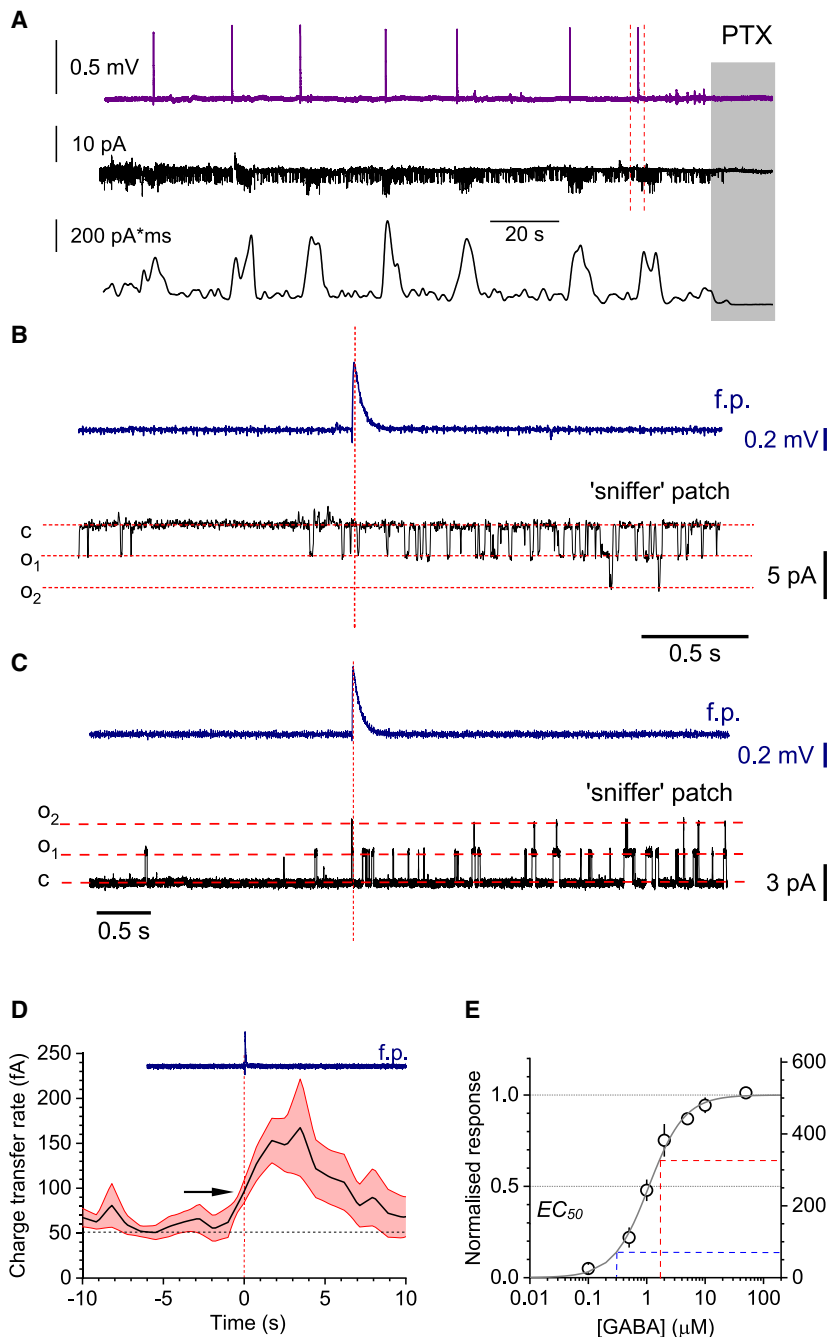 A
PTX
0.5 mV
10 pA
200 pA*ms
20 s
B
f.p.
0.2 mV
'sniffer' patch
c
o1
o2
5 pA
0.5 s
C
f.p.
0.2 mV
'sniffer' patch
o2
o1
c
3 pA
0.5 s
D
f.p.
250
200
150
100
50
0
Charge transfer rate (fA)
-10 -5 0 5 10
Time (s)
E
1.0
0.5
0.0
Normalised response
EC50
600
500
400
300
200
100
0
0.01 0.1 1 10 100
[GABA] (μM)